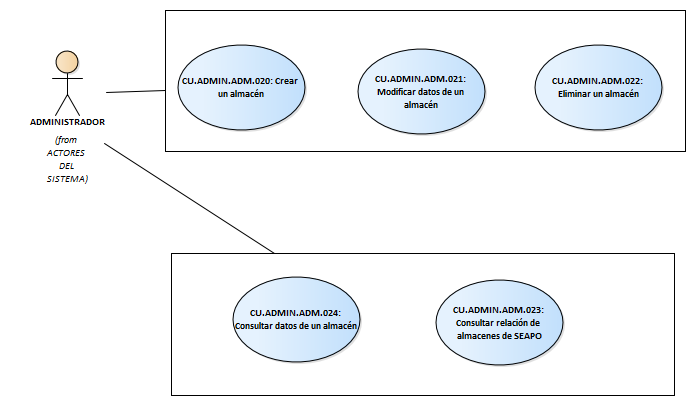 CU.ADMIN.ADM.020: Crear
un almacén
CU.ADMIN.ADM.021:
Modificar datos de un
almacén
CU.ADMIN.ADM.022:
Eliminar un almacén
ADMINISTRADOR
(from
ACTORES
DEL
SISTEMA)
CU.ADMIN.ADM.024:
Consultar datos de un almacén
CU.ADMIN.ADM.023:
Consultar relación de
almacenes de SEAPO